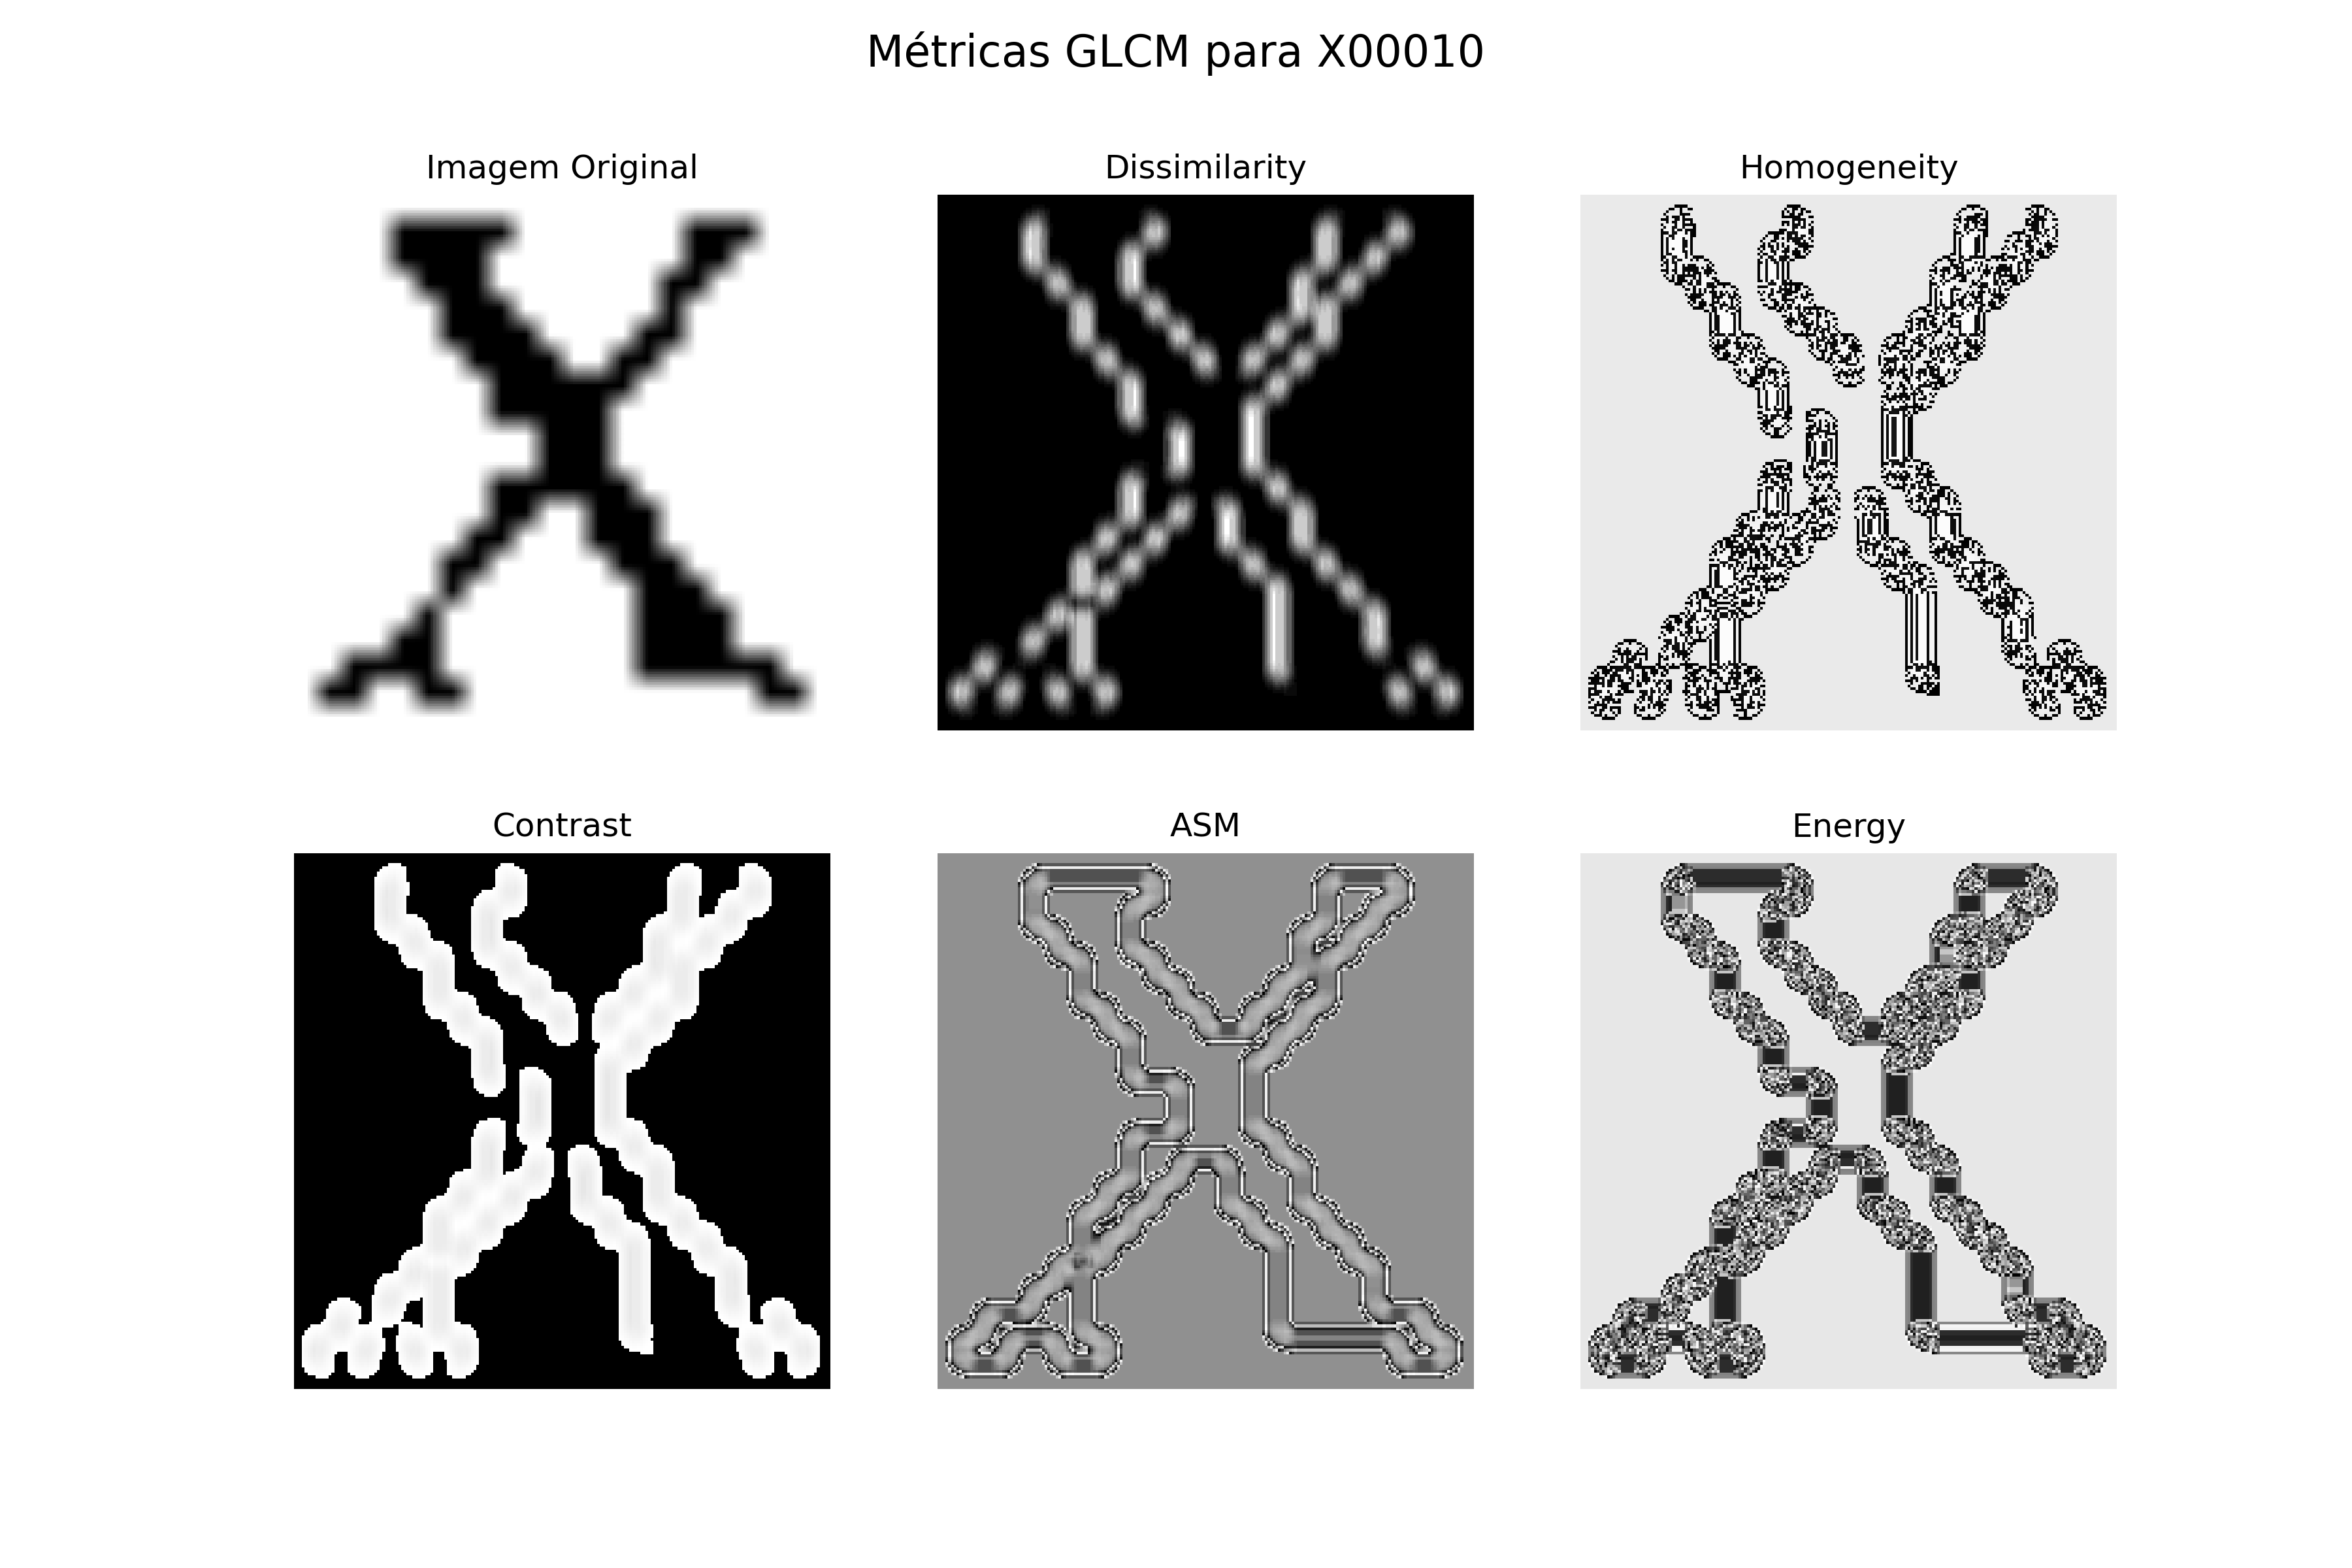 Métricas GLCM para X00010
Imagem Original
Dissimilarity
Homogeneity
X
Contrast
ASM
Energy